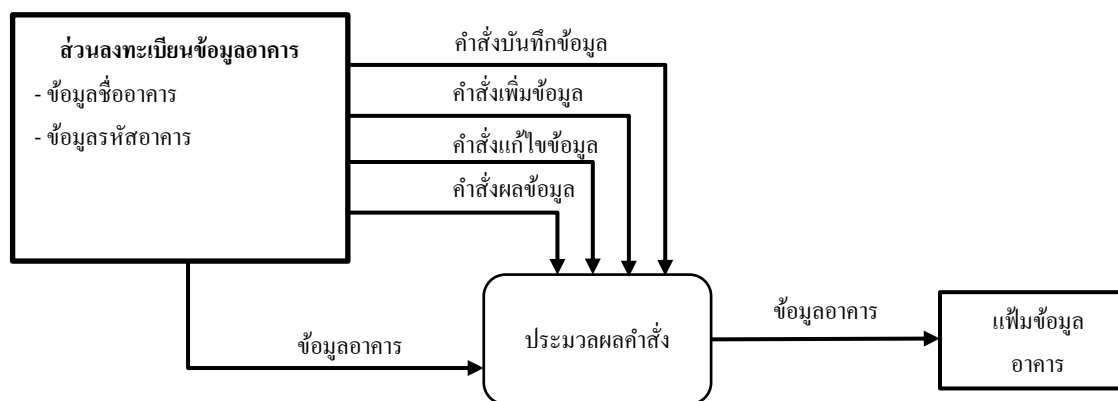 ส่วนลงทะเบียนข้อมูลอาคาร
- ข้อมูลชื่ออาคาร
- ข้อมูลรหัสอาคาร
คำสั่งบันทึกข้อมูล
คำสั่งเพิ่มข้อมูล
คำสั่งแก้ไขข้อมูล
คำสั่งผลข้อมูล
ข้อมูลอาคาร
ประมวลผลคำสั่ง
ข้อมูลอาคาร
แฟ้มข้อมูล
อาคาร